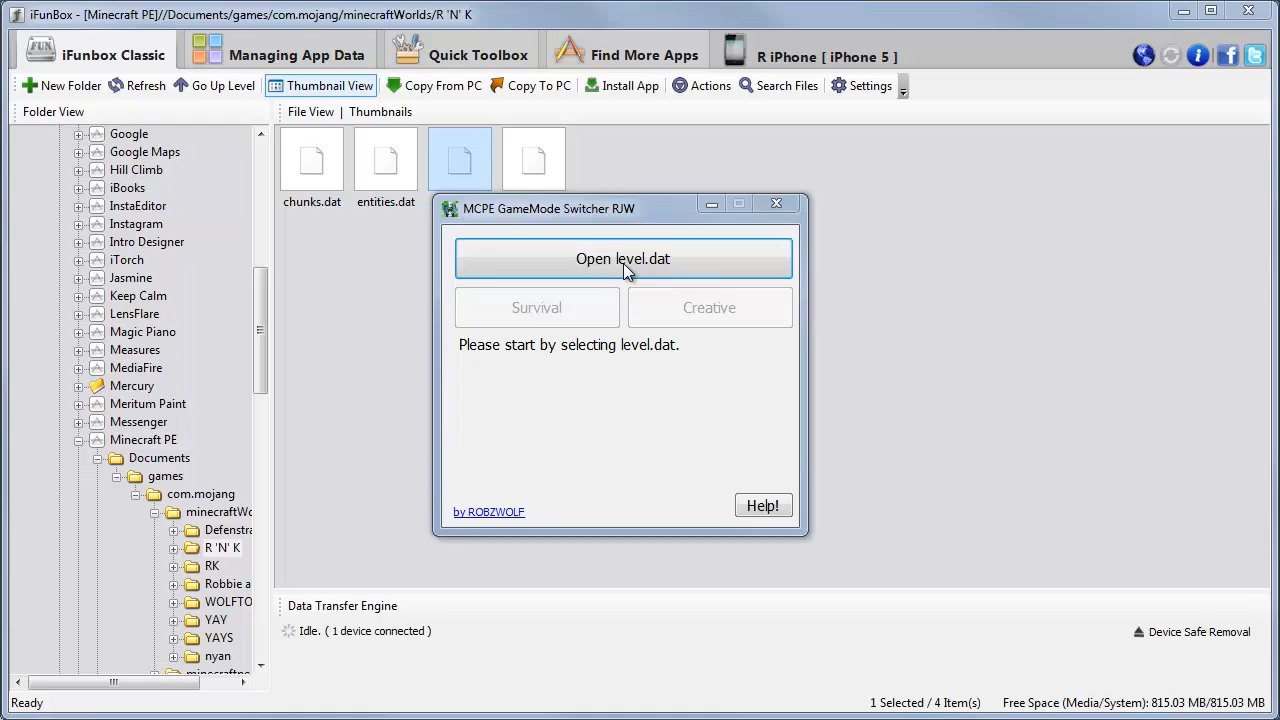 iFunBox - [Minecraft PE]//Documents/games/com.mojang/minecraftWorlds/R 'N' K
FUN iFunbox Classic Managing App Data Quick Toolbox Find More Apps R iPhone [ iPhone 5 ]
New Folder Refresh Go Up Level Thumbnail View Copy From PC Copy To PC Install App Actions Search Files Settings
Folder View File View | Thumbnails
Google
Google Maps
Hill Climb
iBooks
InstaEditor
Instagram
Intro Designer
iTorch
Jasmine
Keep Calm
LensFlare
Magic Piano
Measures
MediaFire
Mercury
Meritum Paint
Messenger
Minecraft PE
Documents
games
com.mojang
minecraftWo
Defenstra
R 'N' K
RK
Robbie a
WOLFTO
YAY
YAYS
nyan
chunks.dat entities.dat
MCPE GameMode Switcher RJW
Open level.dat
Survival Creative
Please start by selecting level.dat.
by ROBZWOLF Help!
Data Transfer Engine
Idle. ( 1 device connected ) Device Safe Removal
Ready 1 Selected / 4 Item(s) Free Space (Media/System): 815.03 MB/815.03 MB